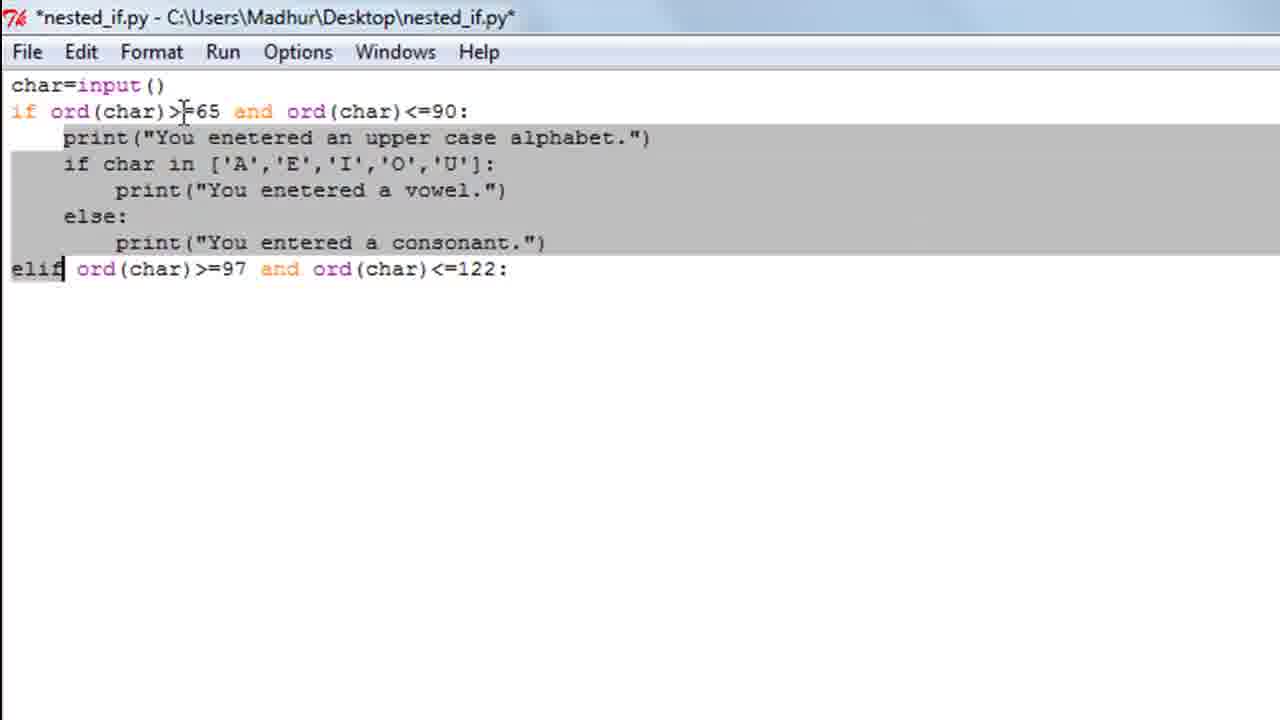 *nested_if.py - C:\Users\Madhur\Desktop\nested_if.py*
File Edit Format Run Options Windows Help
char=input()
if ord(char)>=65 and ord(char)<=90:
    print("You enetered an upper case alphabet.")
    if char in ['A','E','I','O','U']:
        print("You enetered a vowel.")
    else:
        print("You entered a consonant.")
elif ord(char)>=97 and ord(char)<=122: